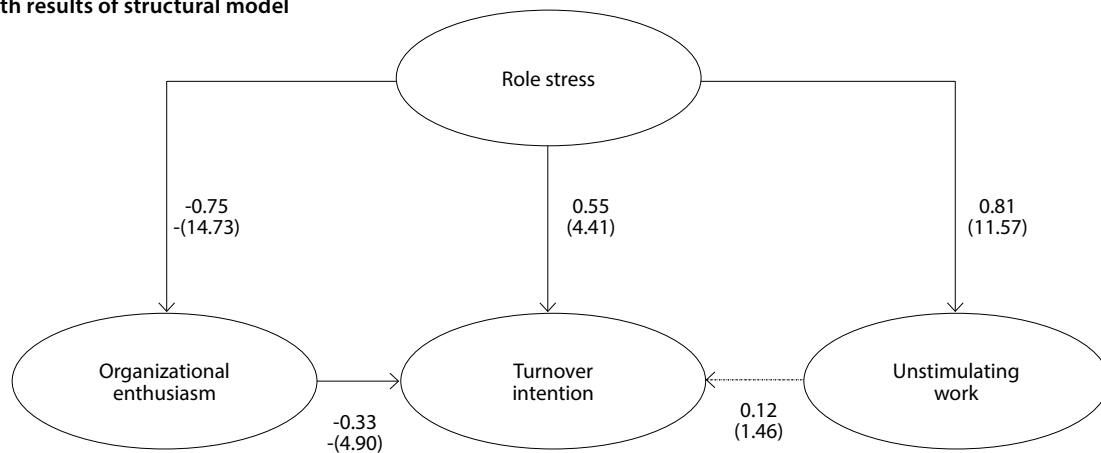 th results of structural model
Role stress
-0.75
-(14.73)
0.55
(4.41)
0.81
(11.57)
Organizational
enthusiasm
Turnover
intention
Unstimulating
work
-0.33
-(4.90)
0.12
(1.46)